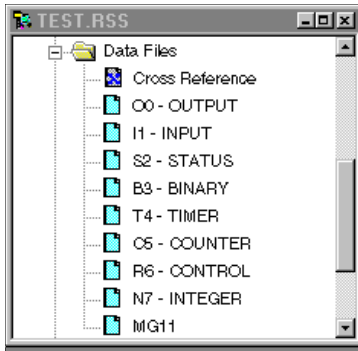 TEST.RSS
Data Files
Cross Reference
O0 - OUTPUT
I1 - INPUT
S2 - STATUS
B3 - BINARY
T4 - TIMER
C5 - COUNTER
R6 - CONTROL
N7 - INTEGER
MG11